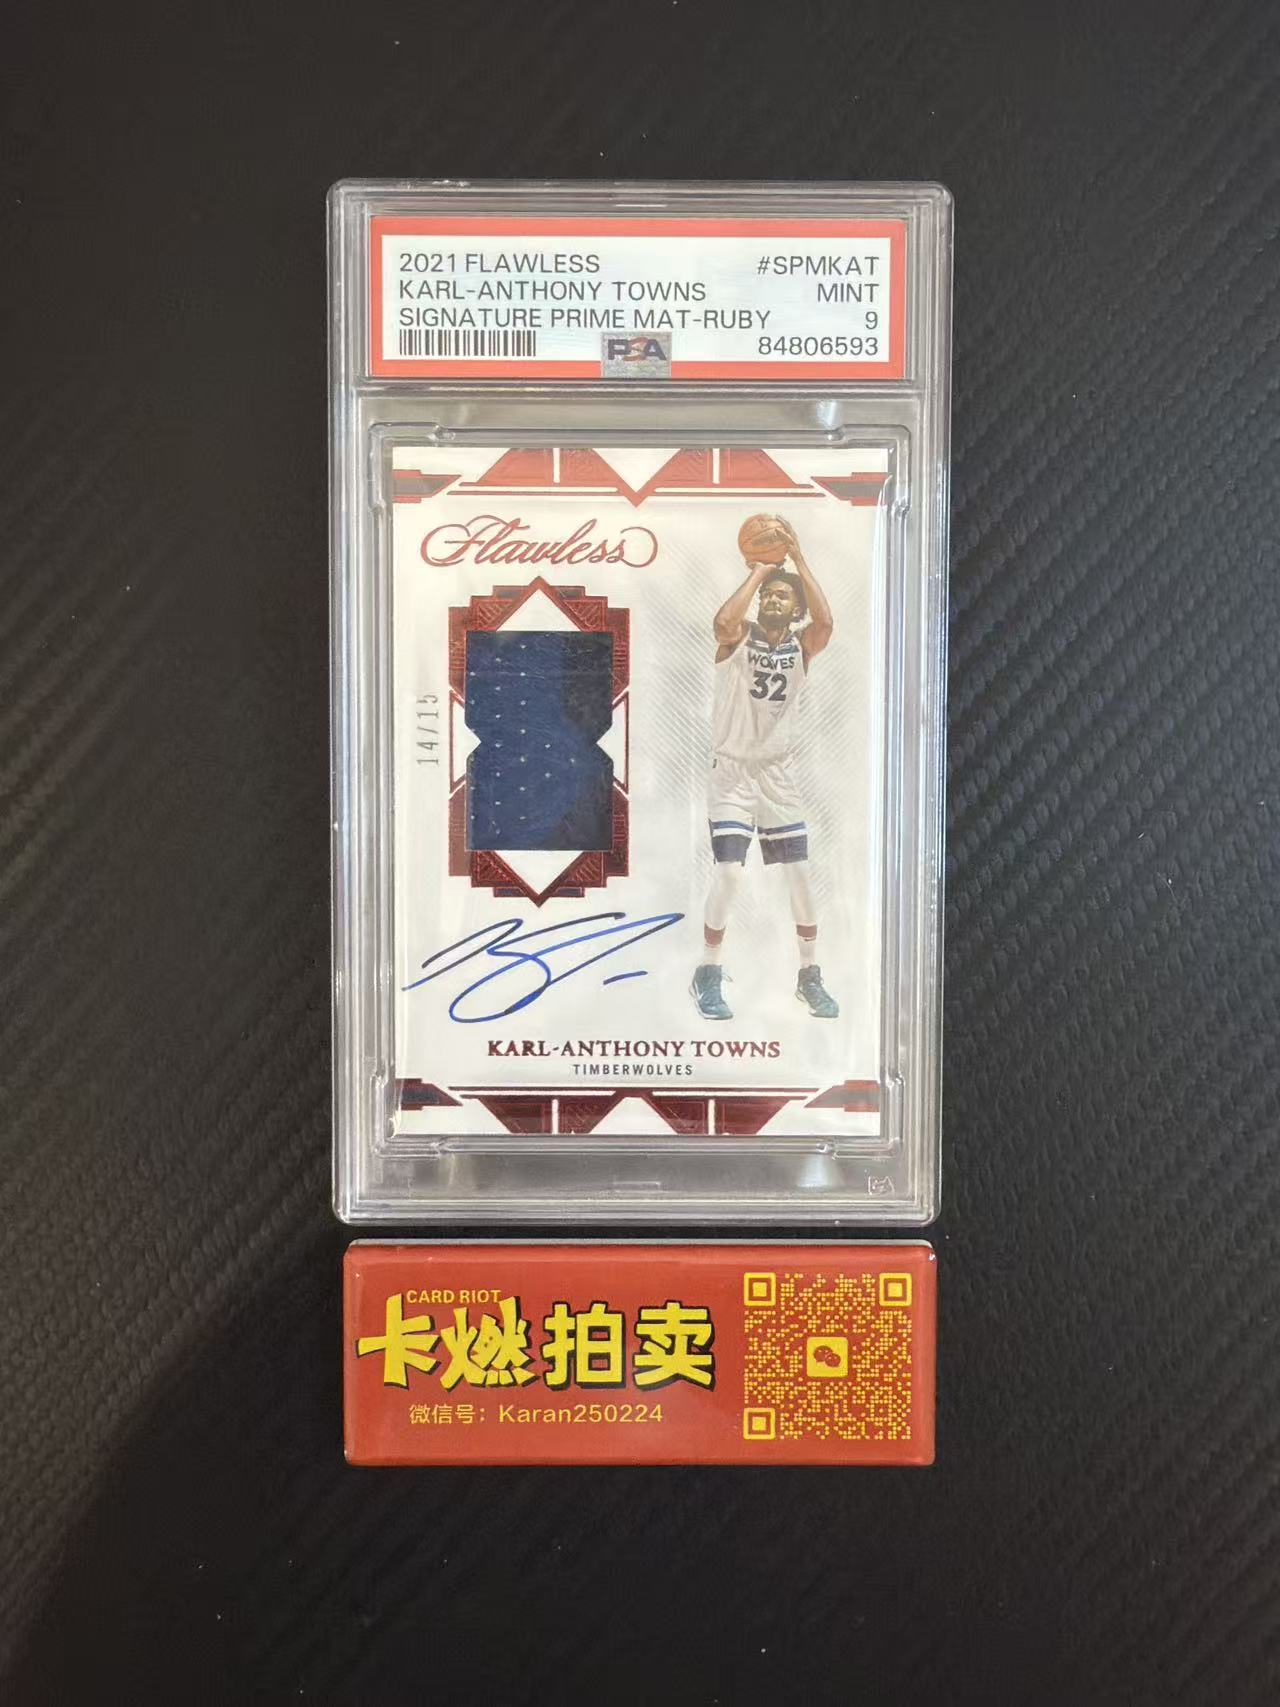 2021 FLAWLESS #SPMKAT
KARL-ANTHONY TOWNS MINT
SIGNATURE PRIME MAT-RUBY 9
PSA 84806593
Flawless
14/15
WOLVES
32
KARL-ANTHONY TOWNS
TIMBERWOLVES
CARD RIOT
卡燃拍卖
微信号：Karan250224